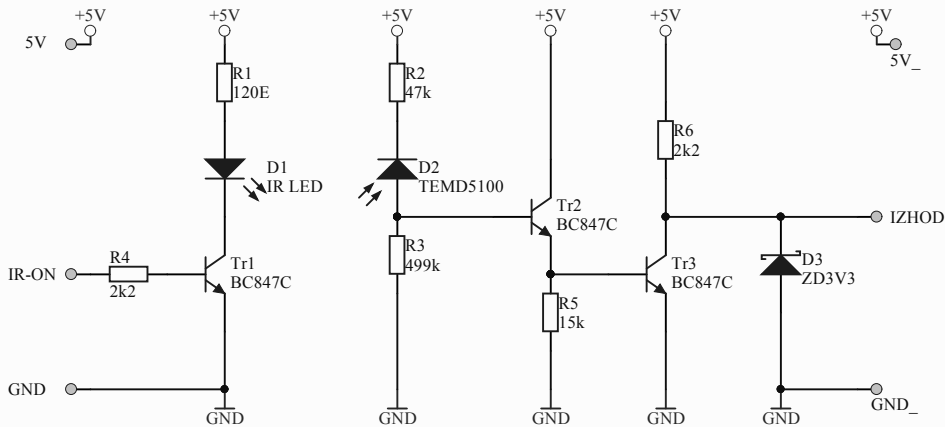 +5V +5V +5V +5V +5V +5V
5V
5V_
R1
120E
R2
47k
R6
2k2
D1
IR LED
D2
TEMD5100
Tr2
BC847C
IZHOD
R3
499k
R4
2k2
IR-ON
Tr1
BC847C
Tr3
BC847C
D3
ZD3V3
R5
15k
GND
GND_
GND GND GND GND GND